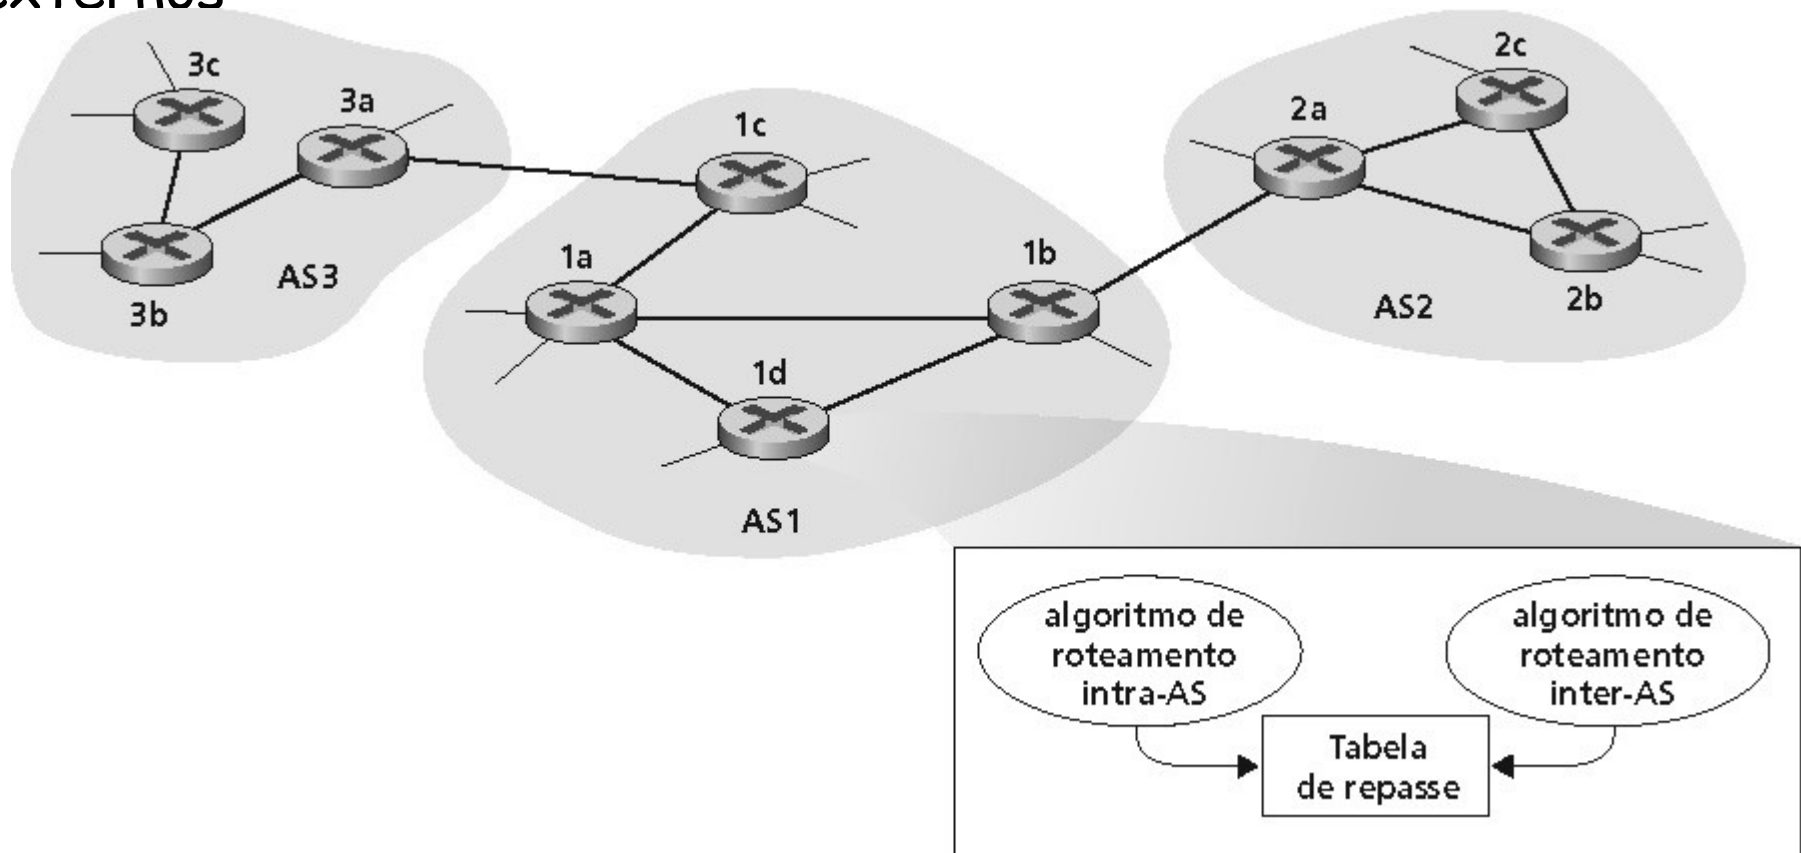 externos
3c
3a
3b
AS3
1c
1a
1b
1d
AS1
2c
2a
2b
AS2
algoritmo de
roteamento
intra-AS
algoritmo de
roteamento
inter-AS
Tabela
de repasse